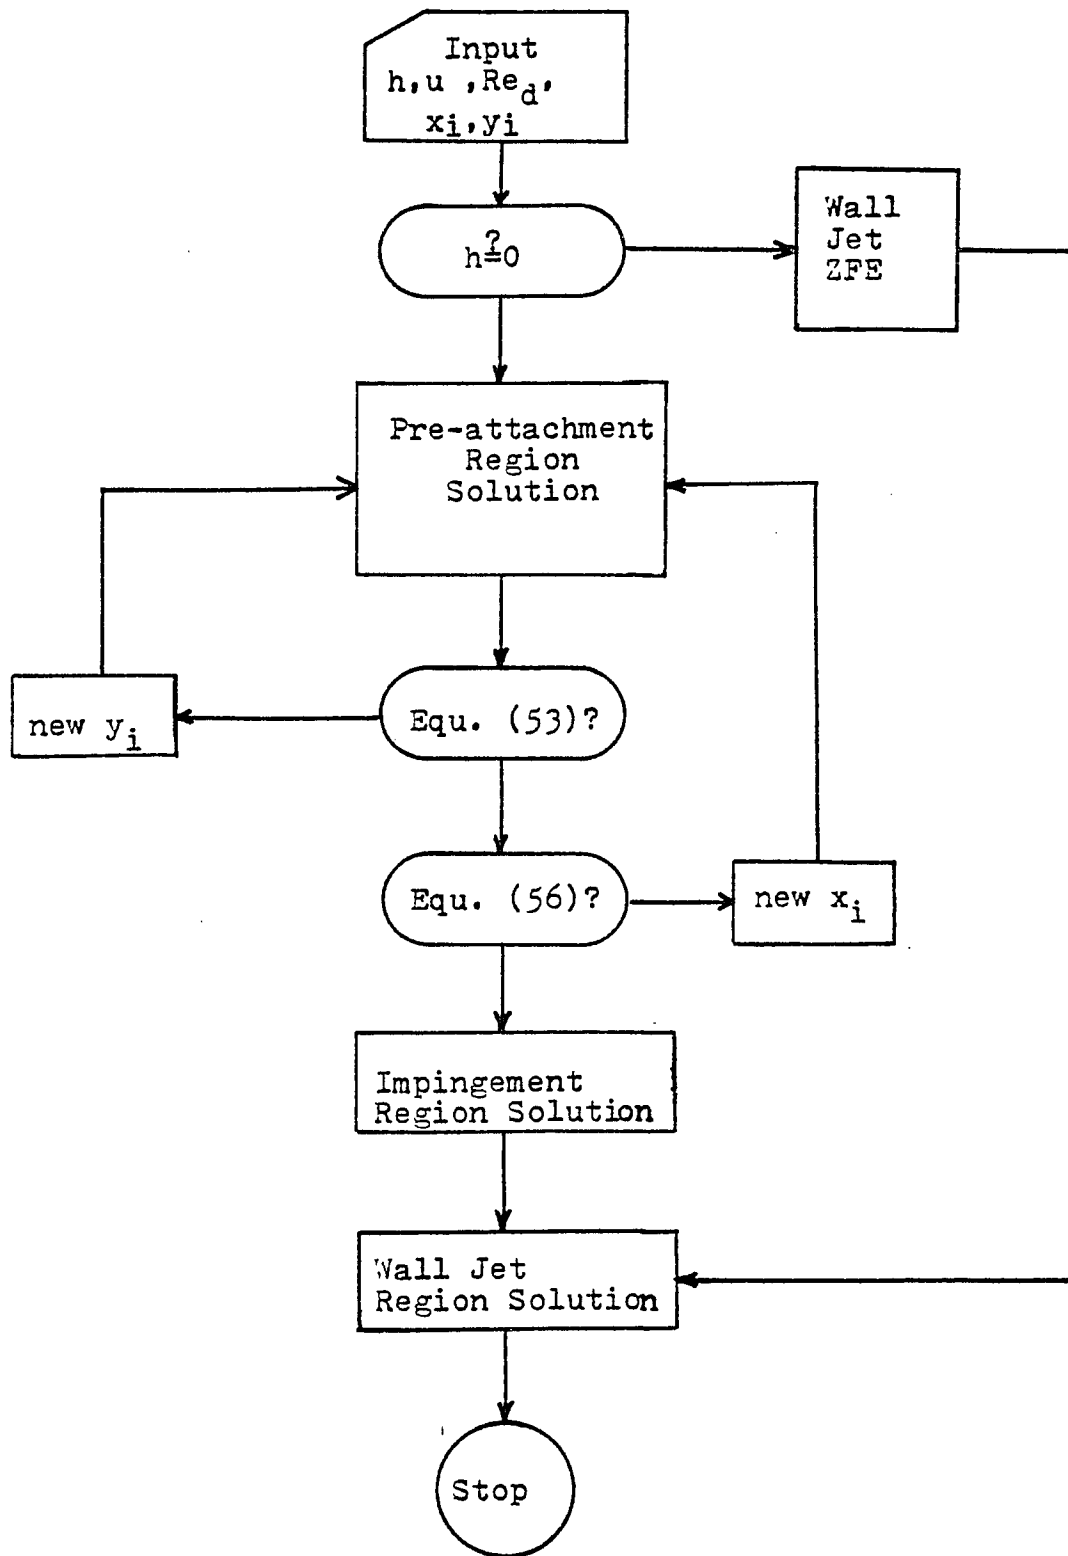 Input
h,u ,Re_d,
x_i,y_i
h≟0
Wall
Jet
ZFE
Pre-attachment
Region
Solution
new y_i
Equ. (53)?
Equ. (56)?
new x_i
Impingement
Region Solution
Wall Jet
Region Solution
Stop